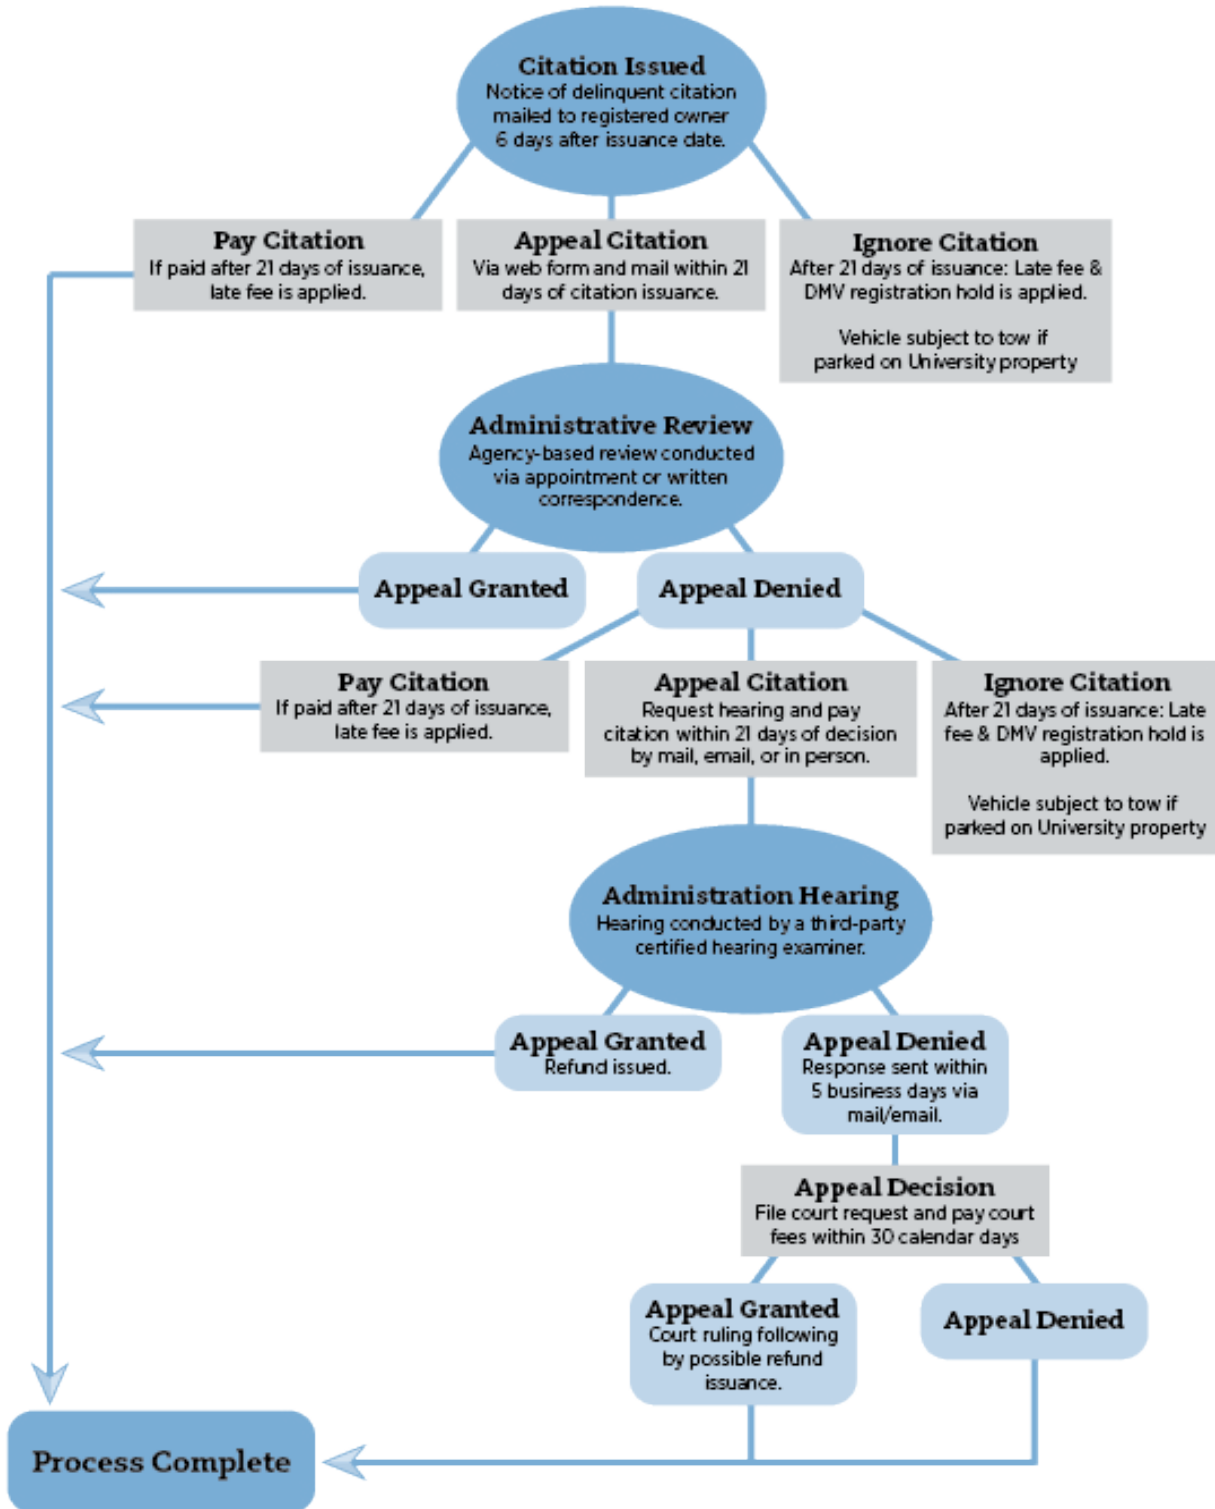 Citation Issued
Notice of delinquent citation
mailed to registered owner
6 days after issuance date.
Pay Citation
If paid after 21 days of issuance,
late fee is applied.
Appeal Citation
Via web form and mail within 21
days of citation issuance.
Ignore Citation
After 21 days of issuance: Late fee &
DMV registration hold is applied.
Vehicle subject to tow if
parked on University property
Administrative Review
Agency-based review conducted
via appointment or written
correspondence.
Appeal Granted
Appeal Denied
Pay Citation
If paid after 21 days of issuance,
late fee is applied.
Appeal Citation
Request hearing and pay
citation within 21 days of decision
by mail, email, or in person.
Ignore Citation
After 21 days of issuance: Late
fee & DMV registration hold is
applied.
Vehicle subject to tow if
parked on University property
Administration Hearing
Hearing conducted by a third-party
certified hearing examiner.
Appeal Granted
Refund issued.
Appeal Denied
Response sent within
5 business days via
mail/email.
Appeal Decision
File court request and pay court
fees within 30 calendar days
Appeal Granted
Court ruling following
by possible refund
issuance.
Appeal Denied
Process Complete